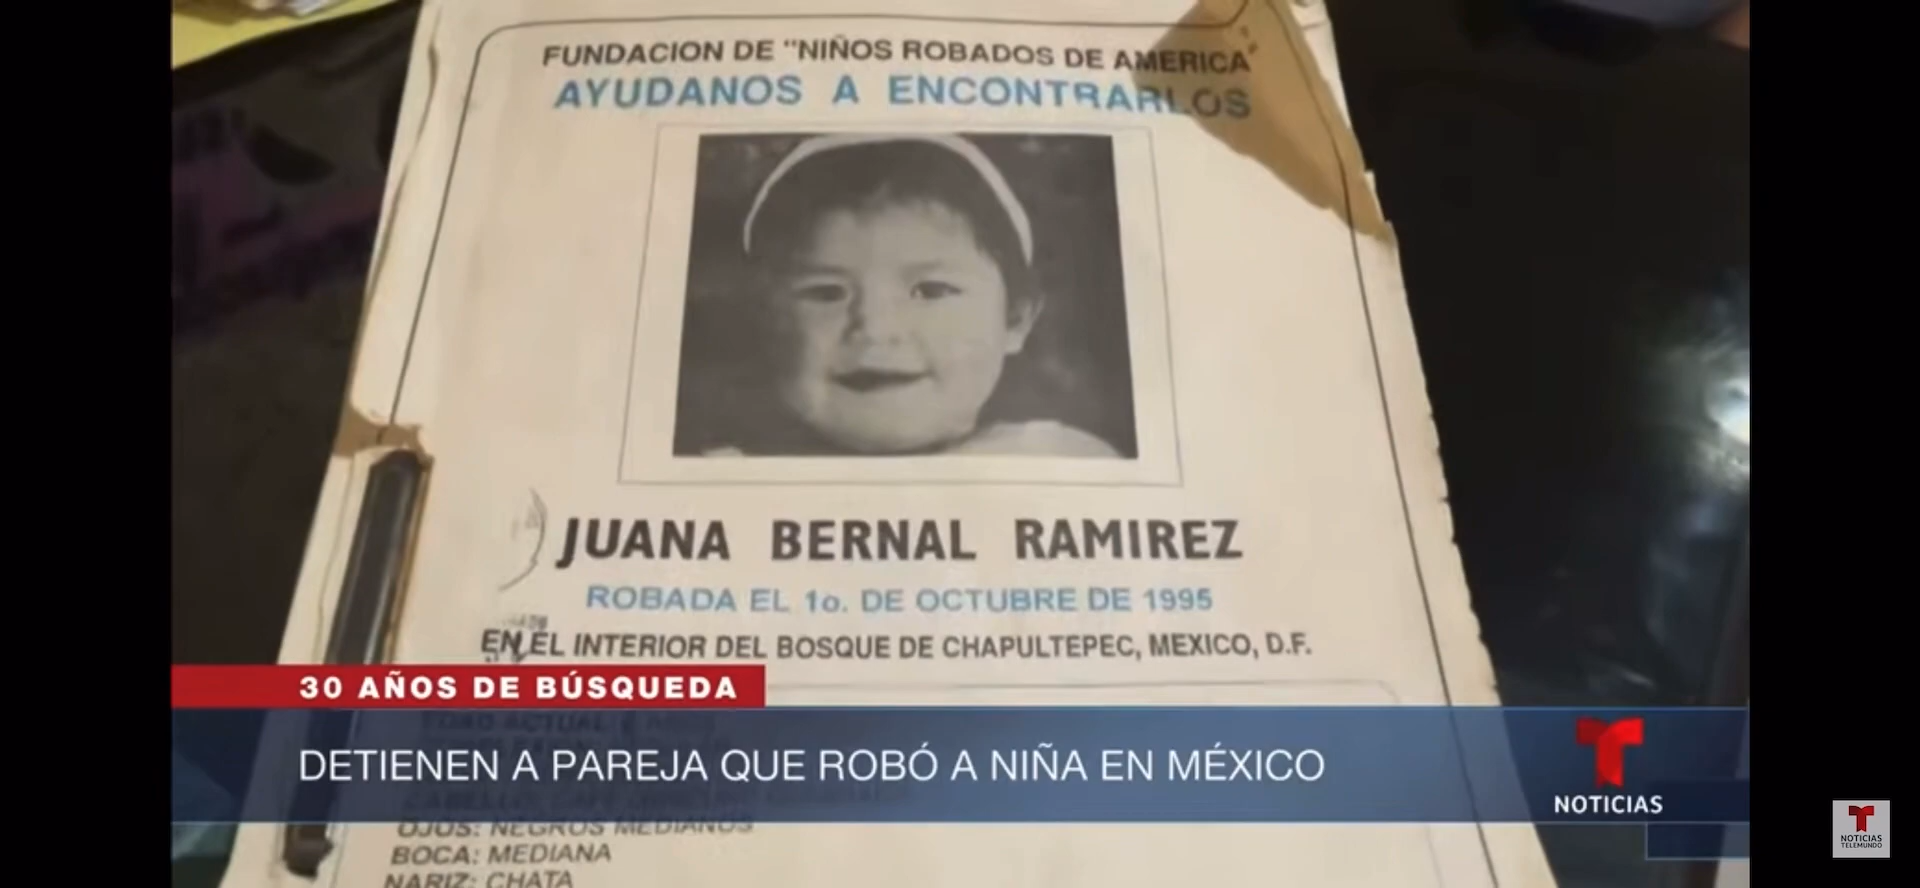 FUNDACION DE "NIÑOS ROBADOS DE AMERICA"
AYUDANOS A ENCONTRARLOS
JUANA BERNAL RAMIREZ
ROBADA EL 1o. DE OCTUBRE DE 1995
EN EL INTERIOR DEL BOSQUE DE CHAPULTEPEC, MEXICO, D.F.
30 AÑOS DE BÚSQUEDA
DETIENEN A PAREJA QUE ROBÓ A NIÑA EN MÉXICO
NOTICIAS
OJOS: NEGROS MEDIANOS
BOCA: MEDIANA
NARIZ: CHATA
NOTICIAS
TELEMUNDO